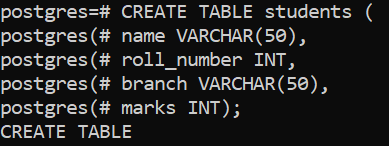 postgres=# CREATE TABLE students (
postgres(# name VARCHAR(50),
postgres(# roll_number INT,
postgres(# branch VARCHAR(50),
postgres(# marks INT);
CREATE TABLE